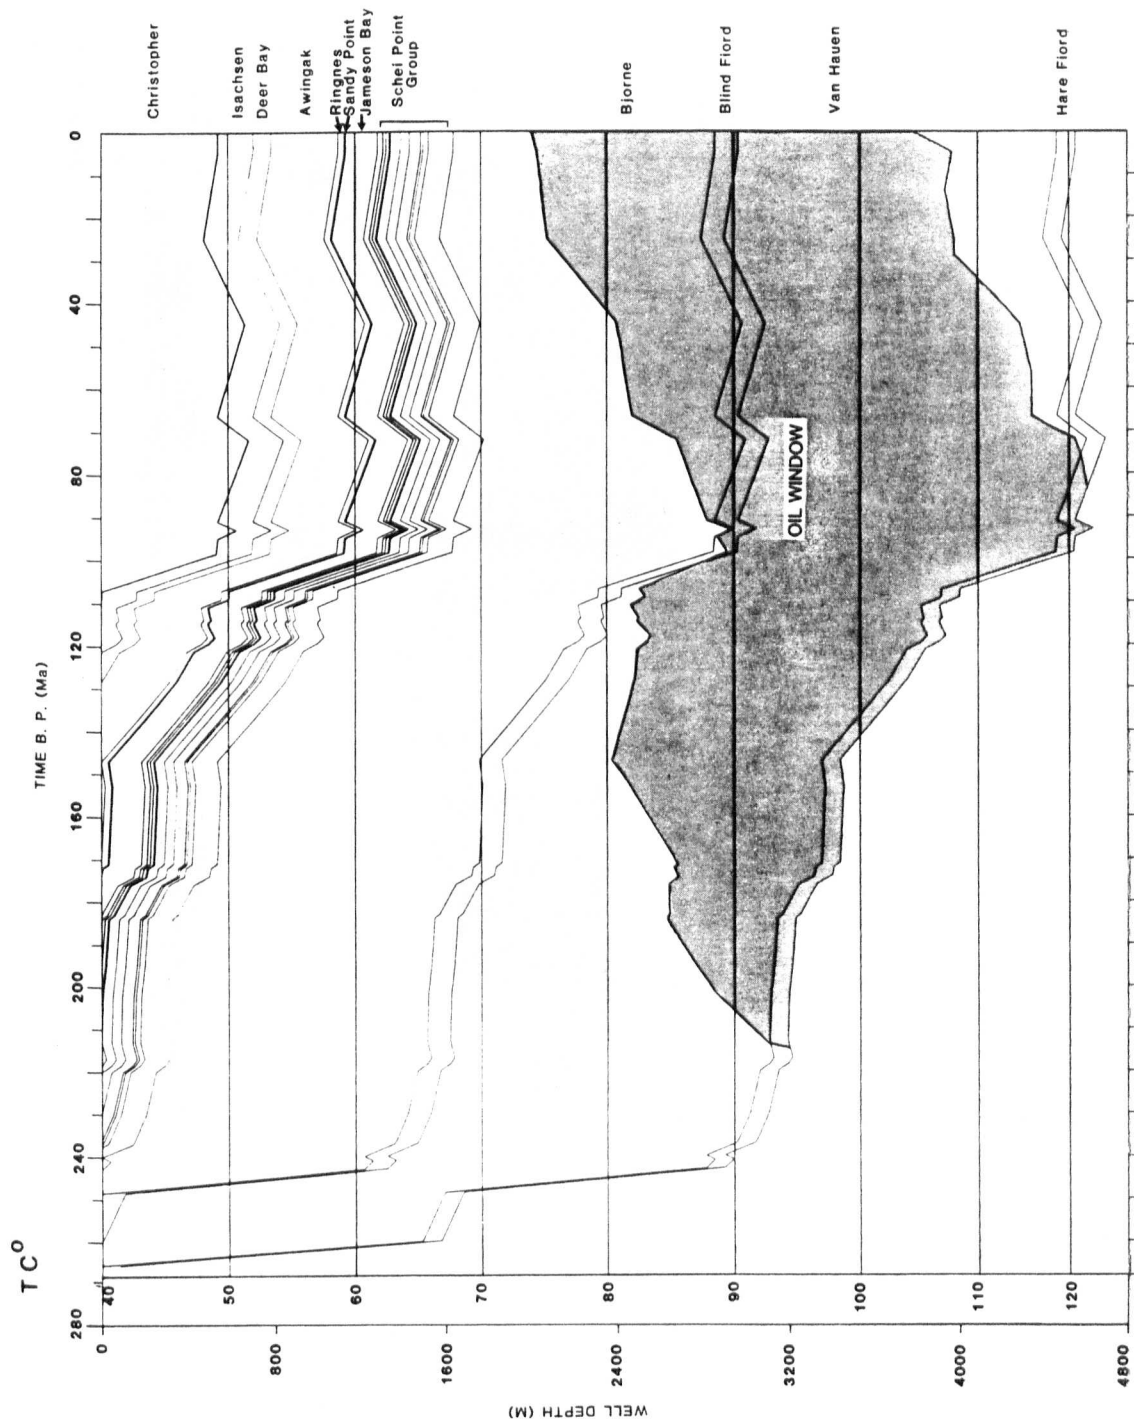 Christopher
Isachsen
Deer Bay
Awingak
Ringnes
Sandy Point
Jameson Bay
Schei Point
Group
Bjorne
Blind Fiord
Van Hauen
Hare Fiord
TIME B. P. (Ma)
0
40
80
120
160
200
240
280
T C°
40
50
60
70
80
90
100
110
120
WELL DEPTH (M)
0
800
1600
2400
3200
4000
4800
OIL WINDOW